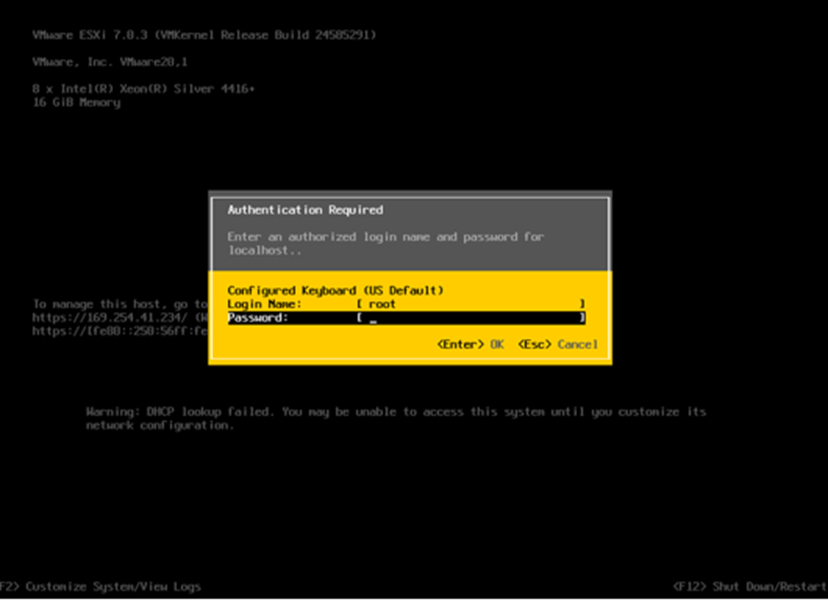 VMware ESXi 7.0.3 (VMKernel Release Build 24585291)
VMware, Inc. VMware20,1
8 x Intel(R) Xeon(R) Silver 4416+
16 GiB Memory
Authentication Required
Enter an authorized login name and password for
localhost..
Configured Keyboard (US Default)
Login Name: [ root ]
Password: [ _ ]
<Enter> OK <Esc> Cancel
To manage this host, go to
https://169.254.41.234/ (W
https://[fe80::250:56ff:fe
Warning: DHCP lookup failed. You may be unable to access this system until you customize its
network configuration.
F2> Customize System/View Logs
<F12> Shut Down/Restart